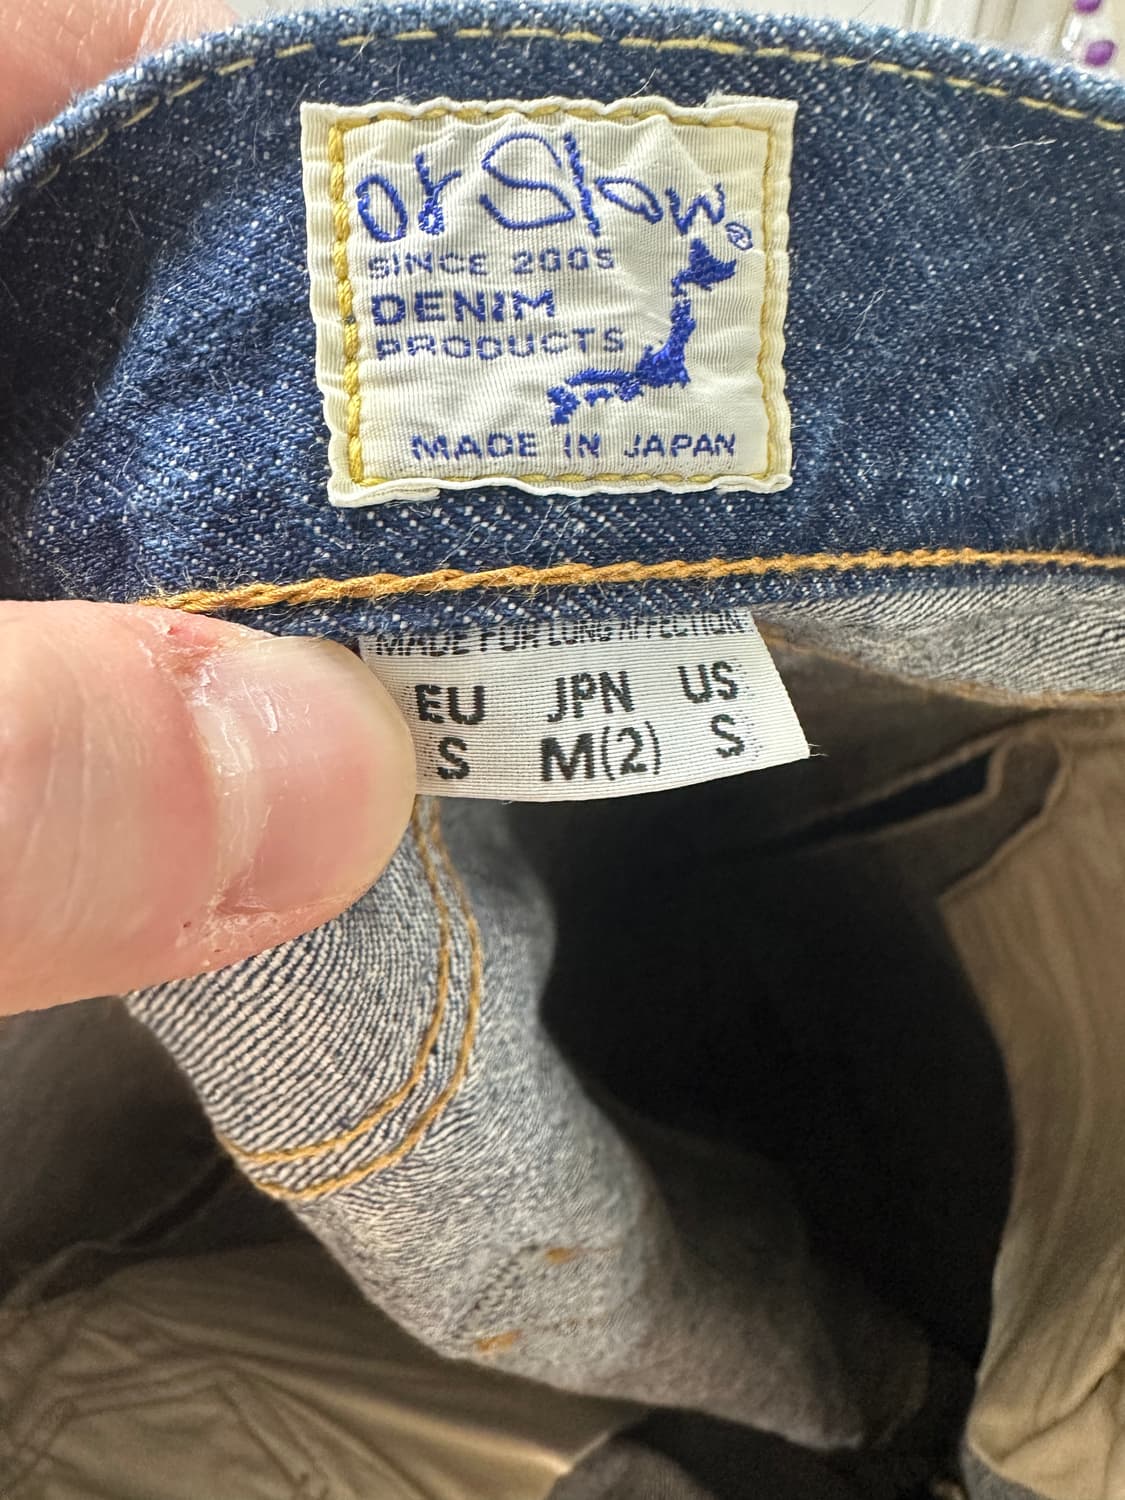 orSlow®
SINCE 2005
DENIM
PRODUCTS
MADE IN JAPAN
MADE FOR LONG AFFECTION
EU JPN US
S M(2) S